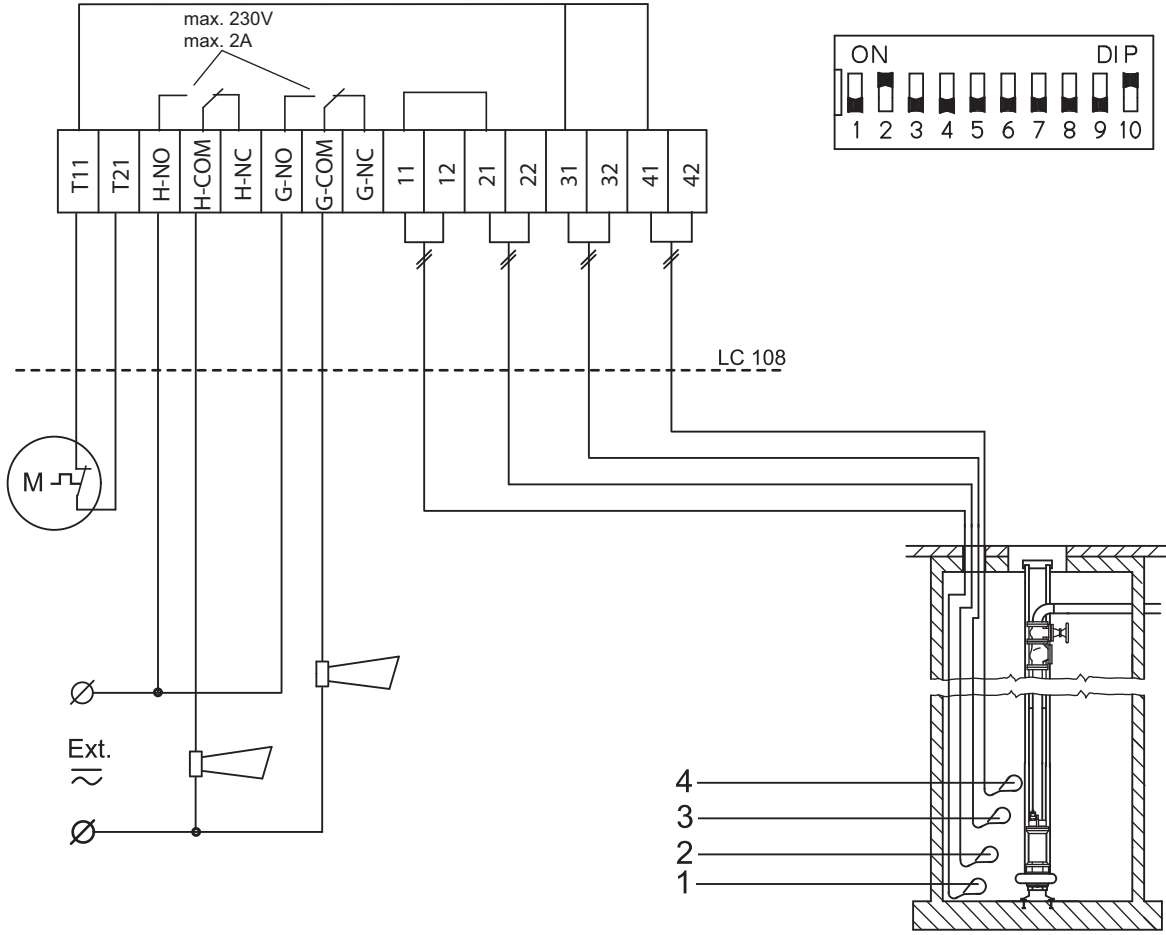 max. 230V
max. 2A
ON DIP
1 2 3 4 5 6 7 8 9 10
T11 T21 H-NO H-COM H-NC G-NO G-COM G-NC 11 12 21 22 31 32 41 42
LC 108
M
Ext.
4
3
2
1